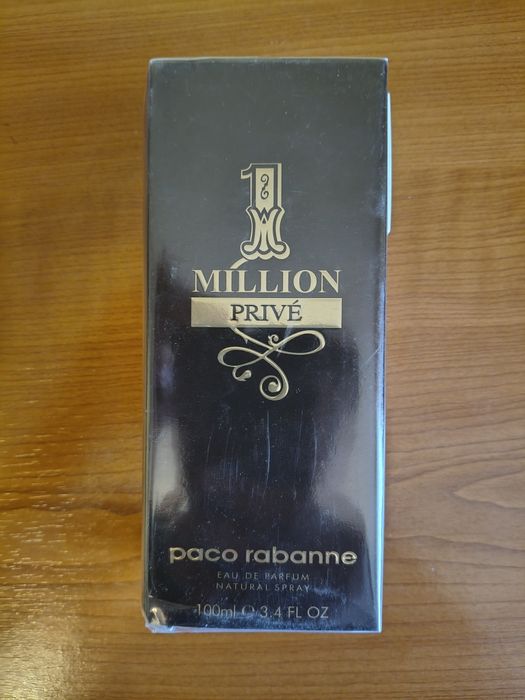 1
MILLION
PRIVÉ
paco rabanne
EAU DE PARFUM
NATURAL SPRAY
100ml ℮ 3.4 FL OZ